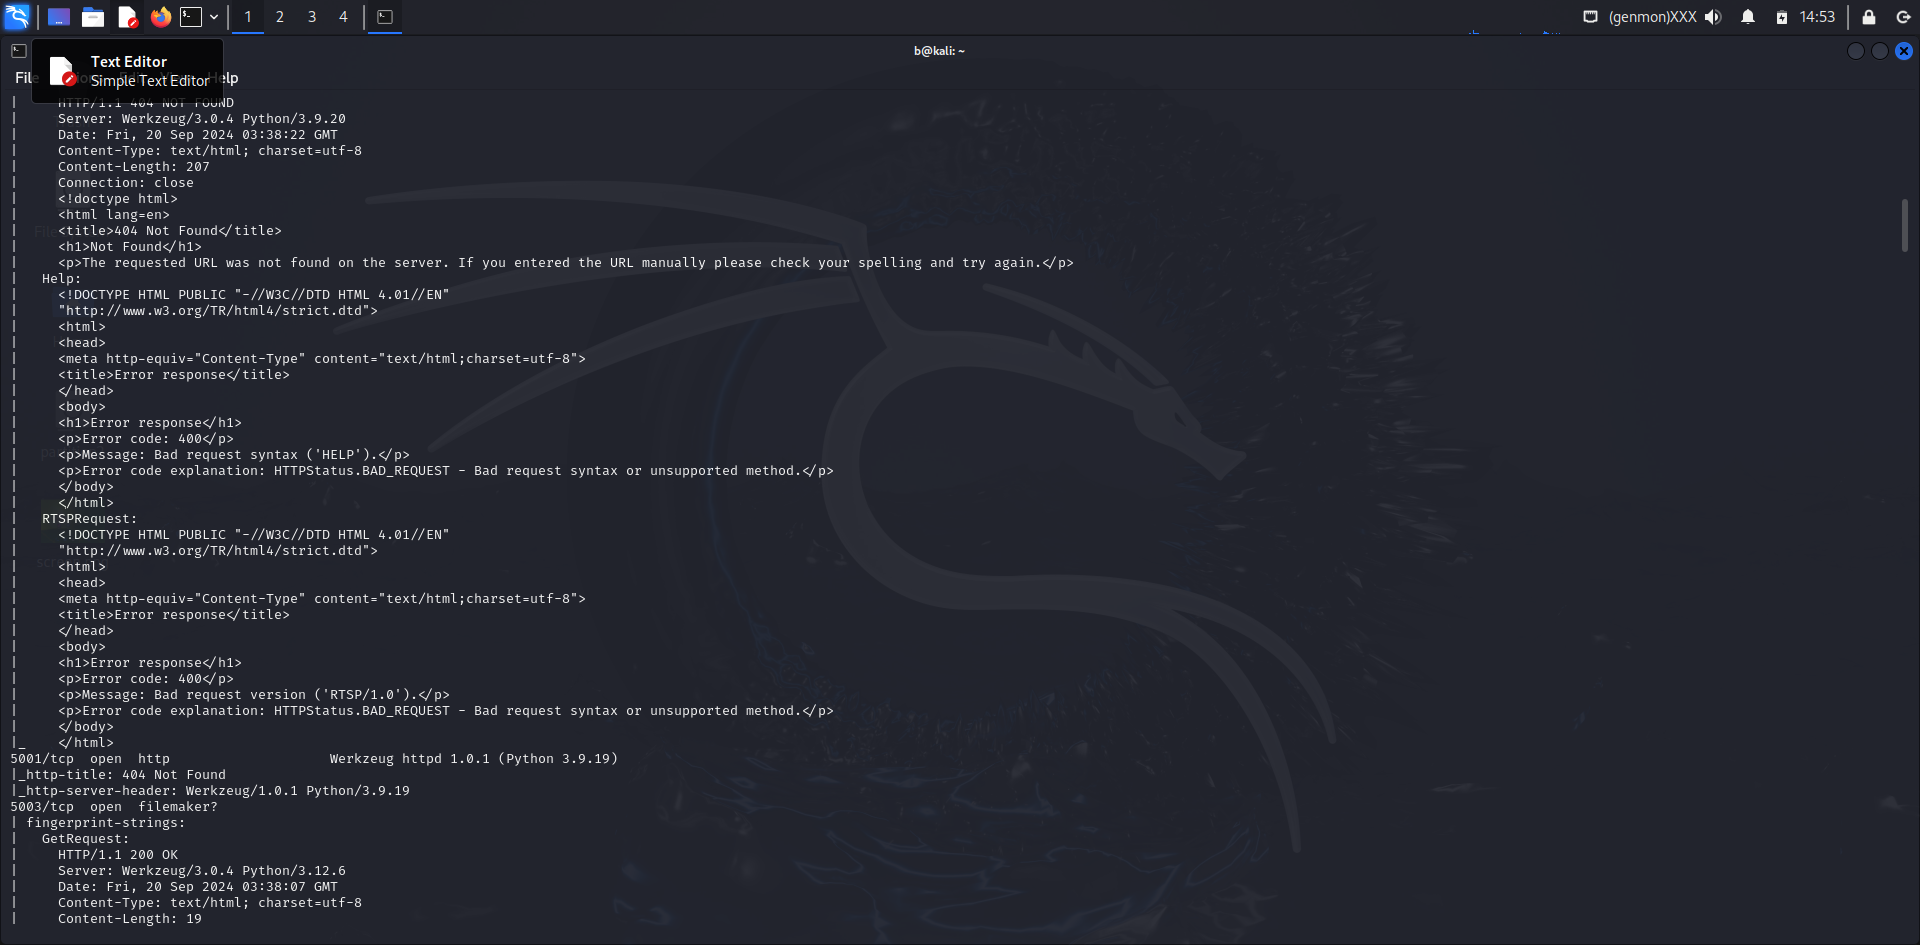 1 2 3 4
(genmon)XXX 14:53
b@kali: ~
Text Editor
Simple Text Editor
File Help
| HTTP/1.1 404 NOT FOUND
| Server: Werkzeug/3.0.4 Python/3.9.20
| Date: Fri, 20 Sep 2024 03:38:22 GMT
| Content-Type: text/html; charset=utf-8
| Content-Length: 207
| Connection: close
| <!doctype html>
| <html lang=en>
| <title>404 Not Found</title>
| <h1>Not Found</h1>
| <p>The requested URL was not found on the server. If you entered the URL manually please check your spelling and try again.</p>
| Help:
| <!DOCTYPE HTML PUBLIC "-//W3C//DTD HTML 4.01//EN"
| "http://www.w3.org/TR/html4/strict.dtd">
| <html>
| <head>
| <meta http-equiv="Content-Type" content="text/html;charset=utf-8">
| <title>Error response</title>
| </head>
| <body>
| <h1>Error response</h1>
| <p>Error code: 400</p>
| <p>Message: Bad request syntax ('HELP').</p>
| <p>Error code explanation: HTTPStatus.BAD_REQUEST - Bad request syntax or unsupported method.</p>
| </body>
| </html>
| RTSPRequest:
| <!DOCTYPE HTML PUBLIC "-//W3C//DTD HTML 4.01//EN"
| "http://www.w3.org/TR/html4/strict.dtd">
| <html>
| <head>
| <meta http-equiv="Content-Type" content="text/html;charset=utf-8">
| <title>Error response</title>
| </head>
| <body>
| <h1>Error response</h1>
| <p>Error code: 400</p>
| <p>Message: Bad request version ('RTSP/1.0').</p>
| <p>Error code explanation: HTTPStatus.BAD_REQUEST - Bad request syntax or unsupported method.</p>
| </body>
|_ </html>
5001/tcp open http Werkzeug httpd 1.0.1 (Python 3.9.19)
|_http-title: 404 Not Found
|_http-server-header: Werkzeug/1.0.1 Python/3.9.19
5003/tcp open filemaker?
| fingerprint-strings:
| GetRequest:
| HTTP/1.1 200 OK
| Server: Werkzeug/3.0.4 Python/3.12.6
| Date: Fri, 20 Sep 2024 03:38:07 GMT
| Content-Type: text/html; charset=utf-8
| Content-Length: 19